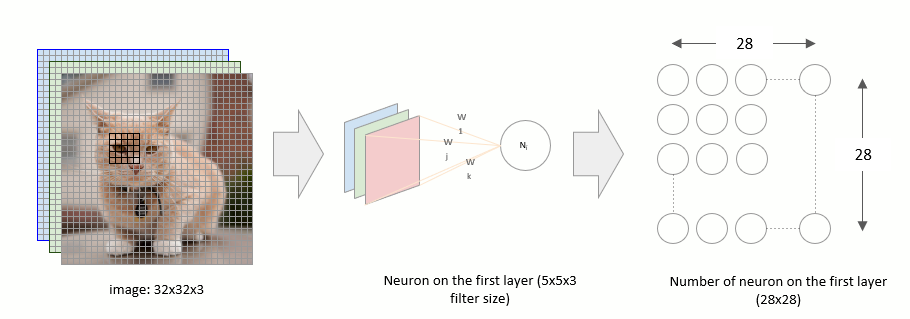 28
W
1
W
j
W
k
Nⱼ
28
image: 32x32x3
Neuron on the first layer (5x5x3
filter size)
Number of neuron on the first layer
(28x28)